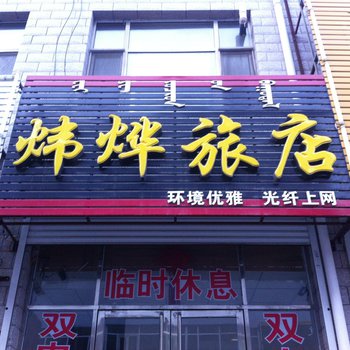 炜烨旅店
环境优雅 光纤上网
临时休息
双
双